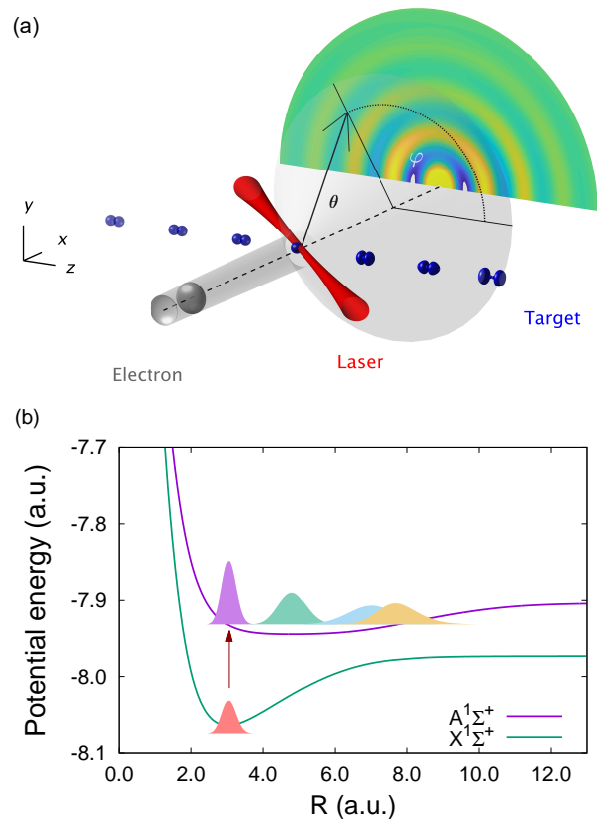 (a)
φ
θ
y
x
z
Target
Laser
Electron
(b)
Potential energy (a.u.)
-7.7
-7.8
-7.9
-8.0
-8.1
A¹Σ⁺
X¹Σ⁺
0.0 2.0 4.0 6.0 8.0 10.0 12.0
R (a.u.)